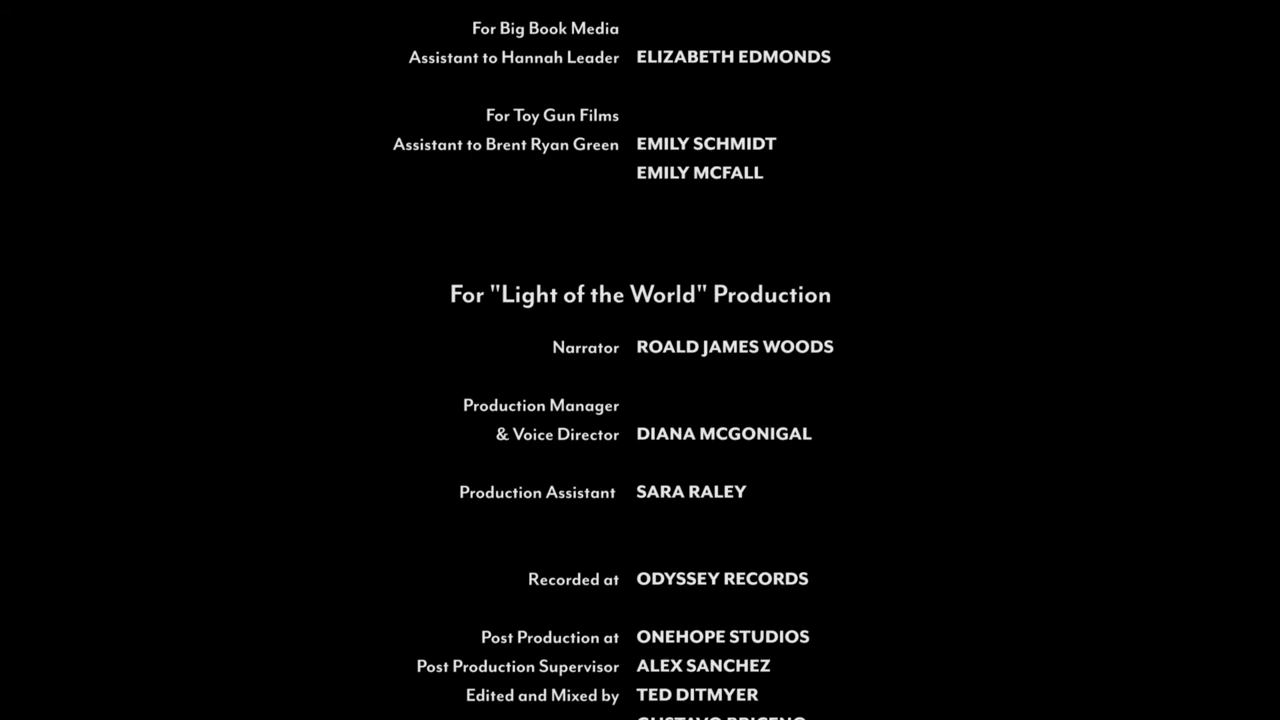 For Big Book Media
Assistant to Hannah Leader ELIZABETH EDMONDS
For Toy Gun Films
Assistant to Brent Ryan Green EMILY SCHMIDT
EMILY MCFALL
For "Light of the World" Production
Narrator ROALD JAMES WOODS
Production Manager
& Voice Director DIANA MCGONIGAL
Production Assistant SARA RALEY
Recorded at ODYSSEY RECORDS
Post Production at ONEHOPE STUDIOS
Post Production Supervisor ALEX SANCHEZ
Edited and Mixed by TED DITMYER